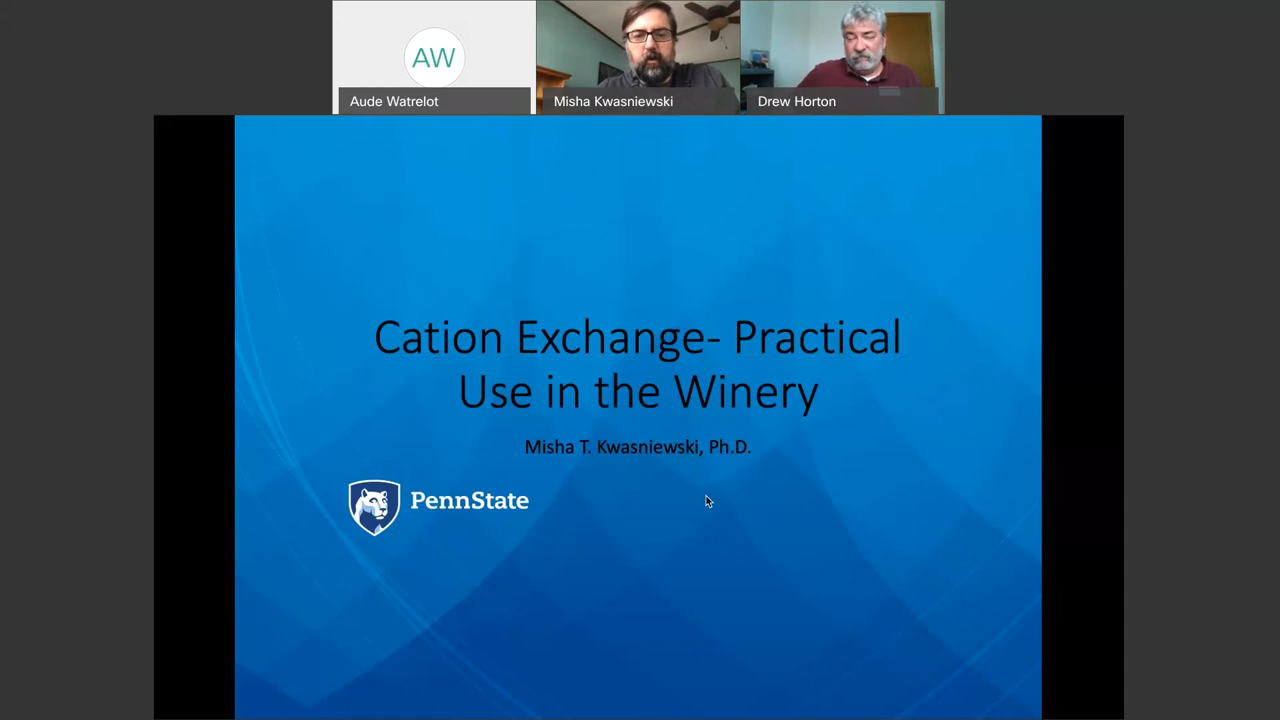 AW
Aude Watrelot
Misha Kwasniewski
Drew Horton
Cation Exchange- Practical
Use in the Winery
Misha T. Kwasniewski, Ph.D.
PennState